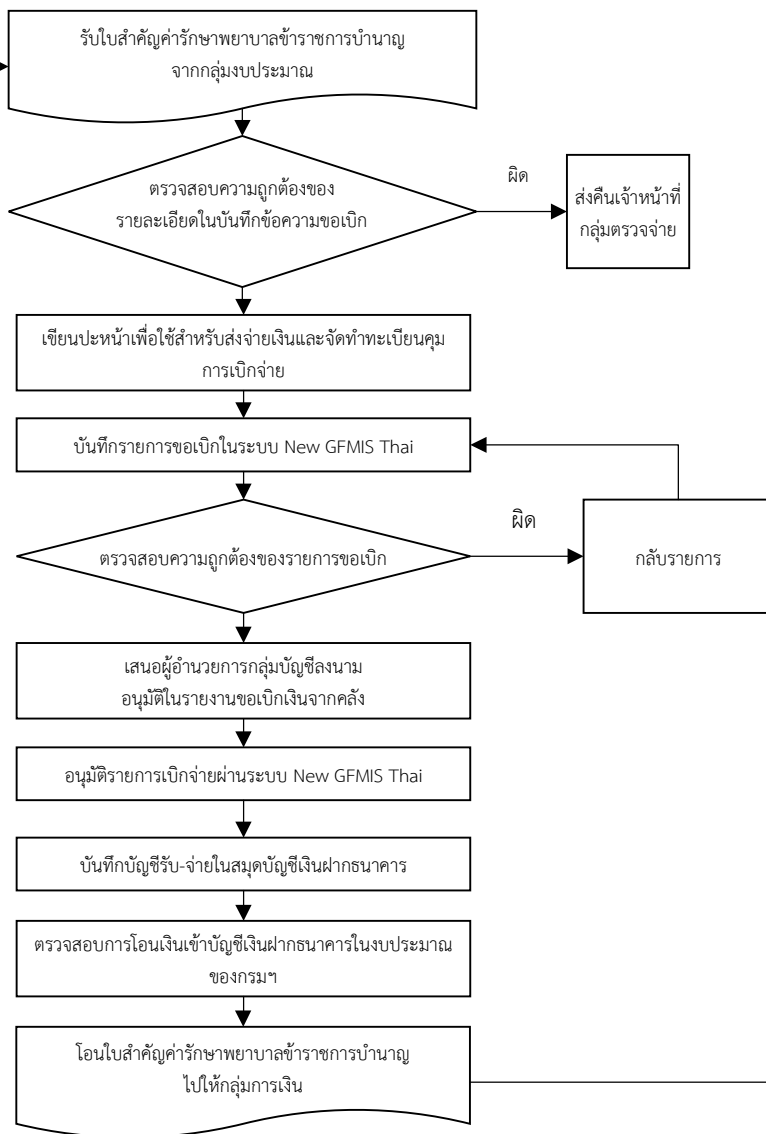 รับใบสำคัญค่ารักษาพยาบาลข้าราชการบำนาญ
จากกลุ่มงบประมาณ
ตรวจสอบความถูกต้องของ
รายละเอียดในบันทึกข้อความขอเบิก
ผิด
ส่งคืนเจ้าหน้าที่
กลุ่มตรวจจ่าย
เขียนปะหน้าเพื่อใช้สำหรับส่งจ่ายเงินและจัดทำทะเบียนคุม
การเบิกจ่าย
บันทึกรายการขอเบิกในระบบ New GFMIS Thai
ตรวจสอบความถูกต้องของรายการขอเบิก
ผิด
กลับรายการ
เสนอผู้อำนวยการกลุ่มบัญชีลงนาม
อนุมัติในรายงานขอเบิกเงินจากคลัง
อนุมัติรายการเบิกจ่ายผ่านระบบ New GFMIS Thai
บันทึกบัญชีรับ-จ่ายในสมุดบัญชีเงินฝากธนาคาร
ตรวจสอบการโอนเงินเข้าบัญชีเงินฝากธนาคารในงบประมาณ
ของกรมฯ
โอนใบสำคัญค่ารักษาพยาบาลข้าราชการบำนาญ
ไปให้กลุ่มการเงิน